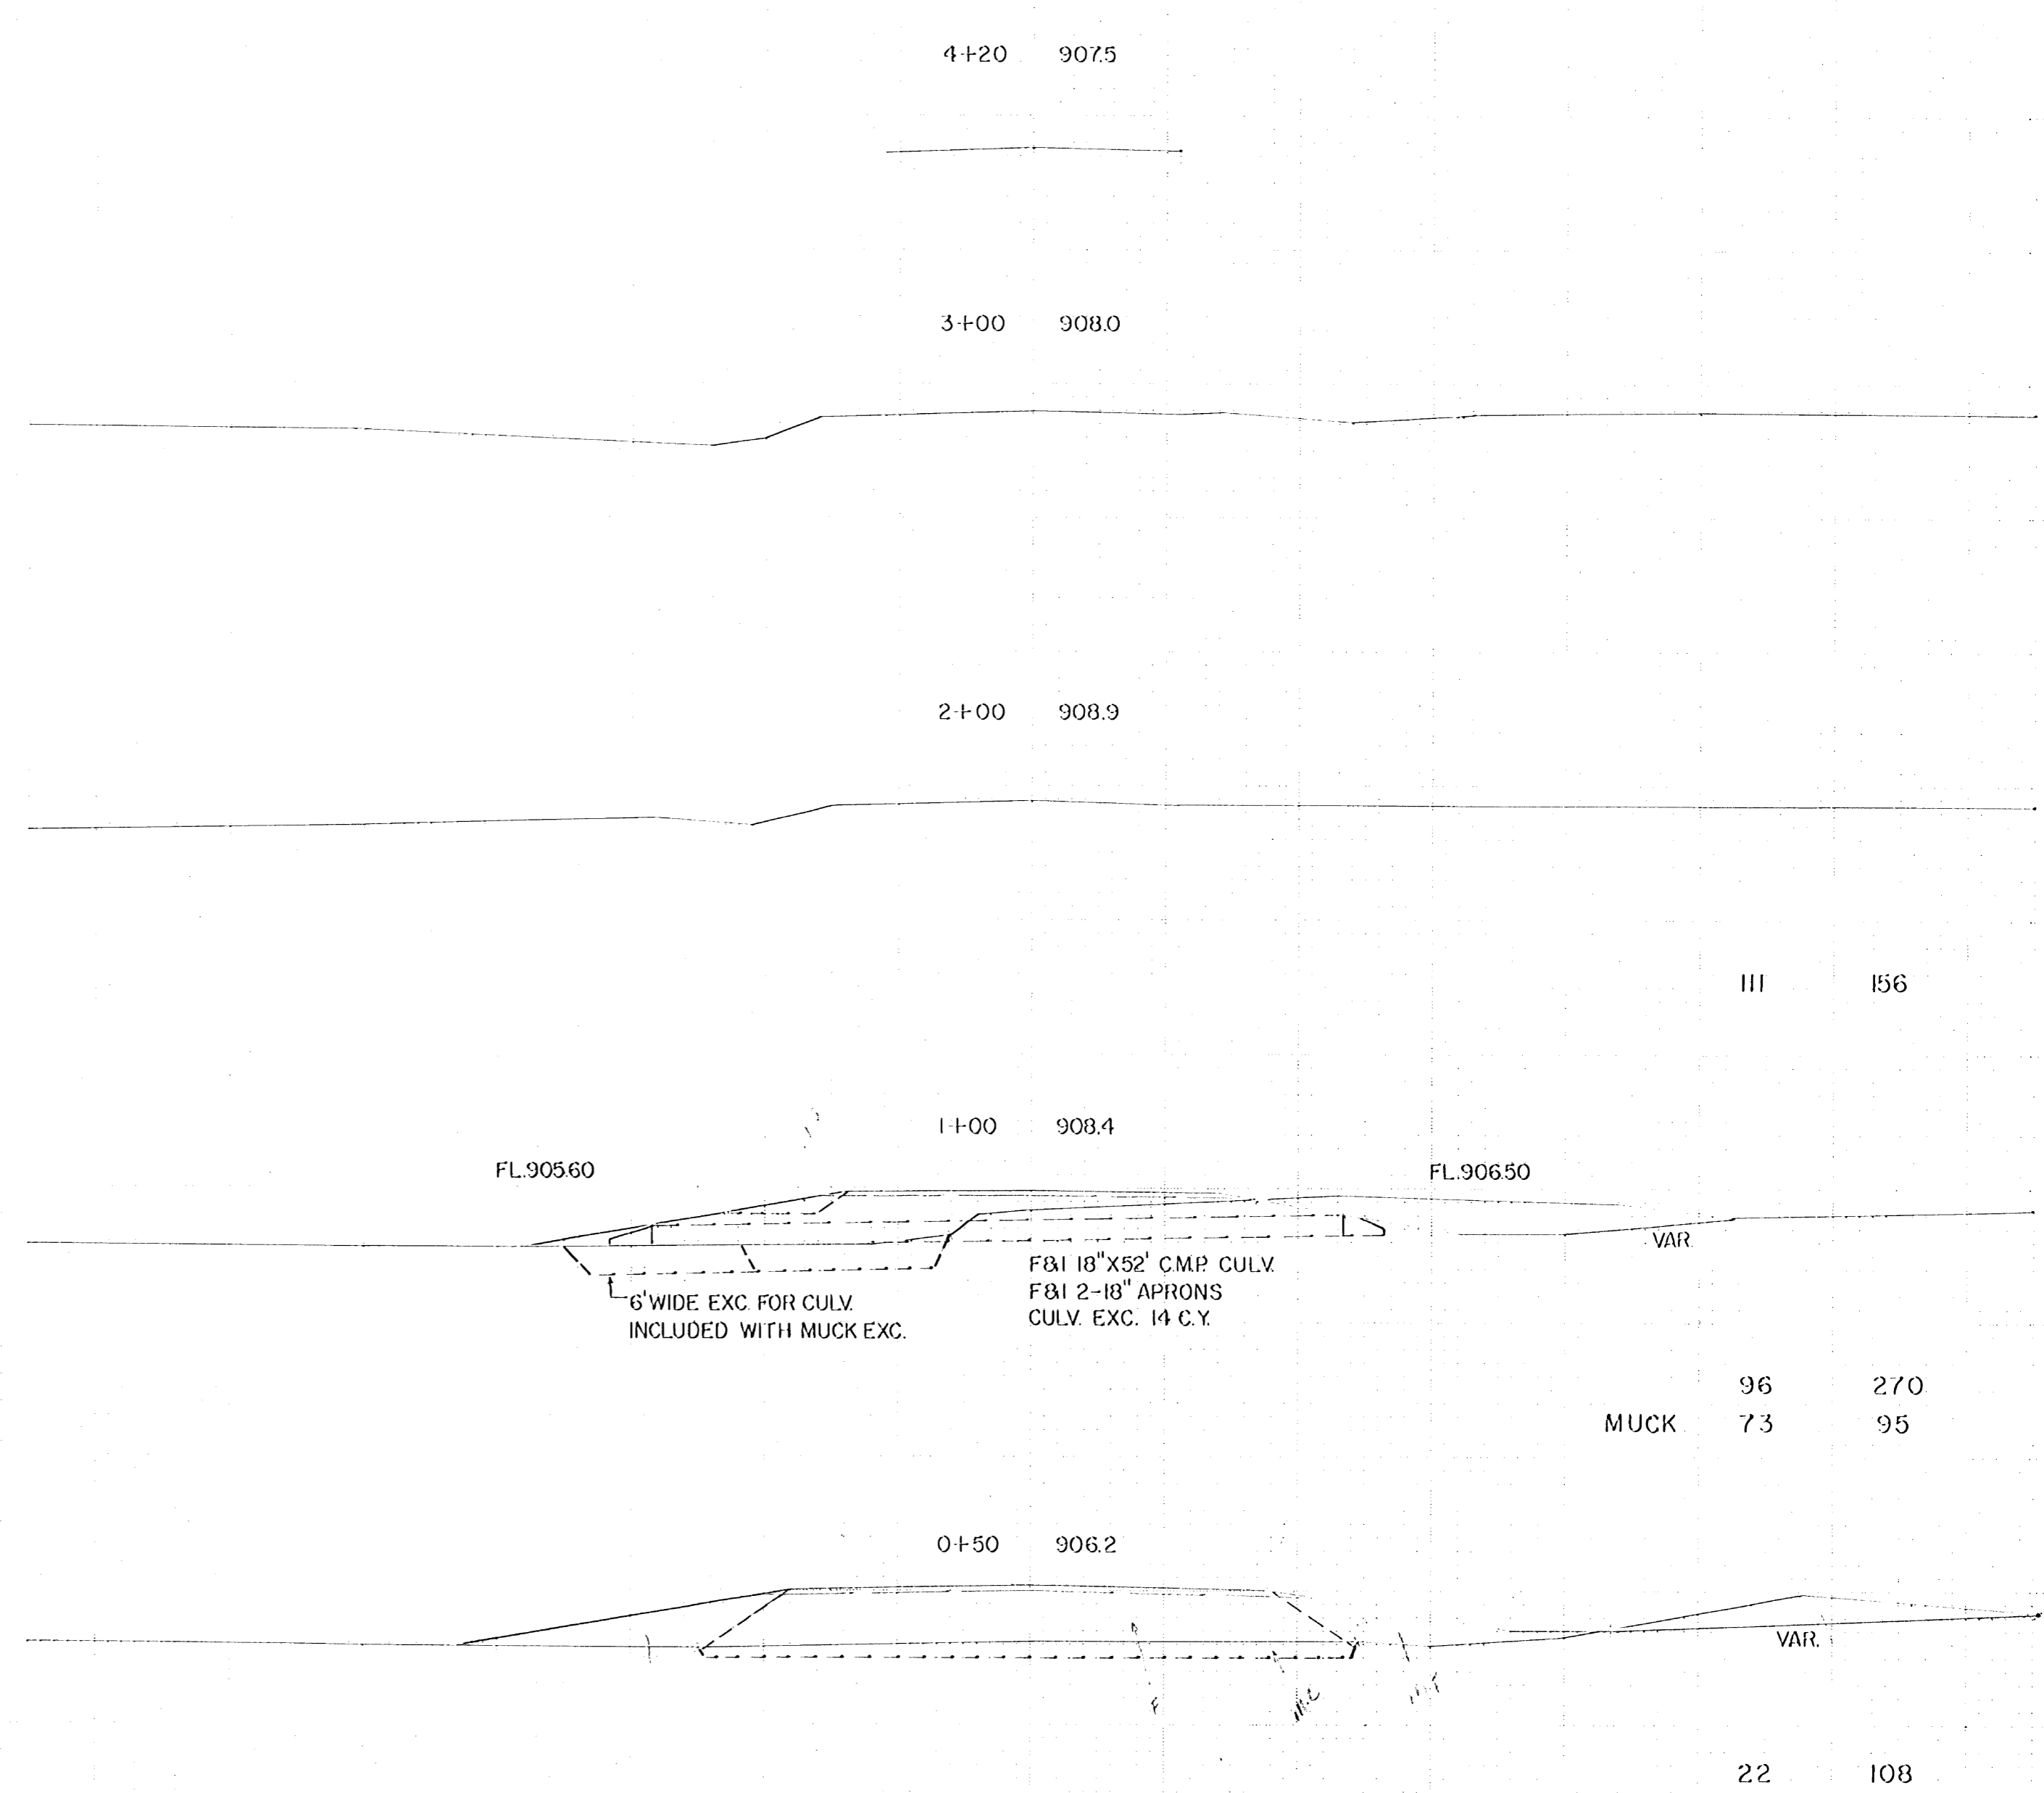 4+20 907.5
3+00 908.0
2+00 908.9
111 156
1+00 908.4
FL.905.60
FL.906.50
VAR.
F&I 18"X52' C.M.P. CULV.
F&I 2-18" APRONS
CULV. EXC. 14 C.Y.
6' WIDE EXC. FOR CULV.
INCLUDED WITH MUCK EXC.
96 270
MUCK 73 95
0+50 906.2
VAR.
F
22 108